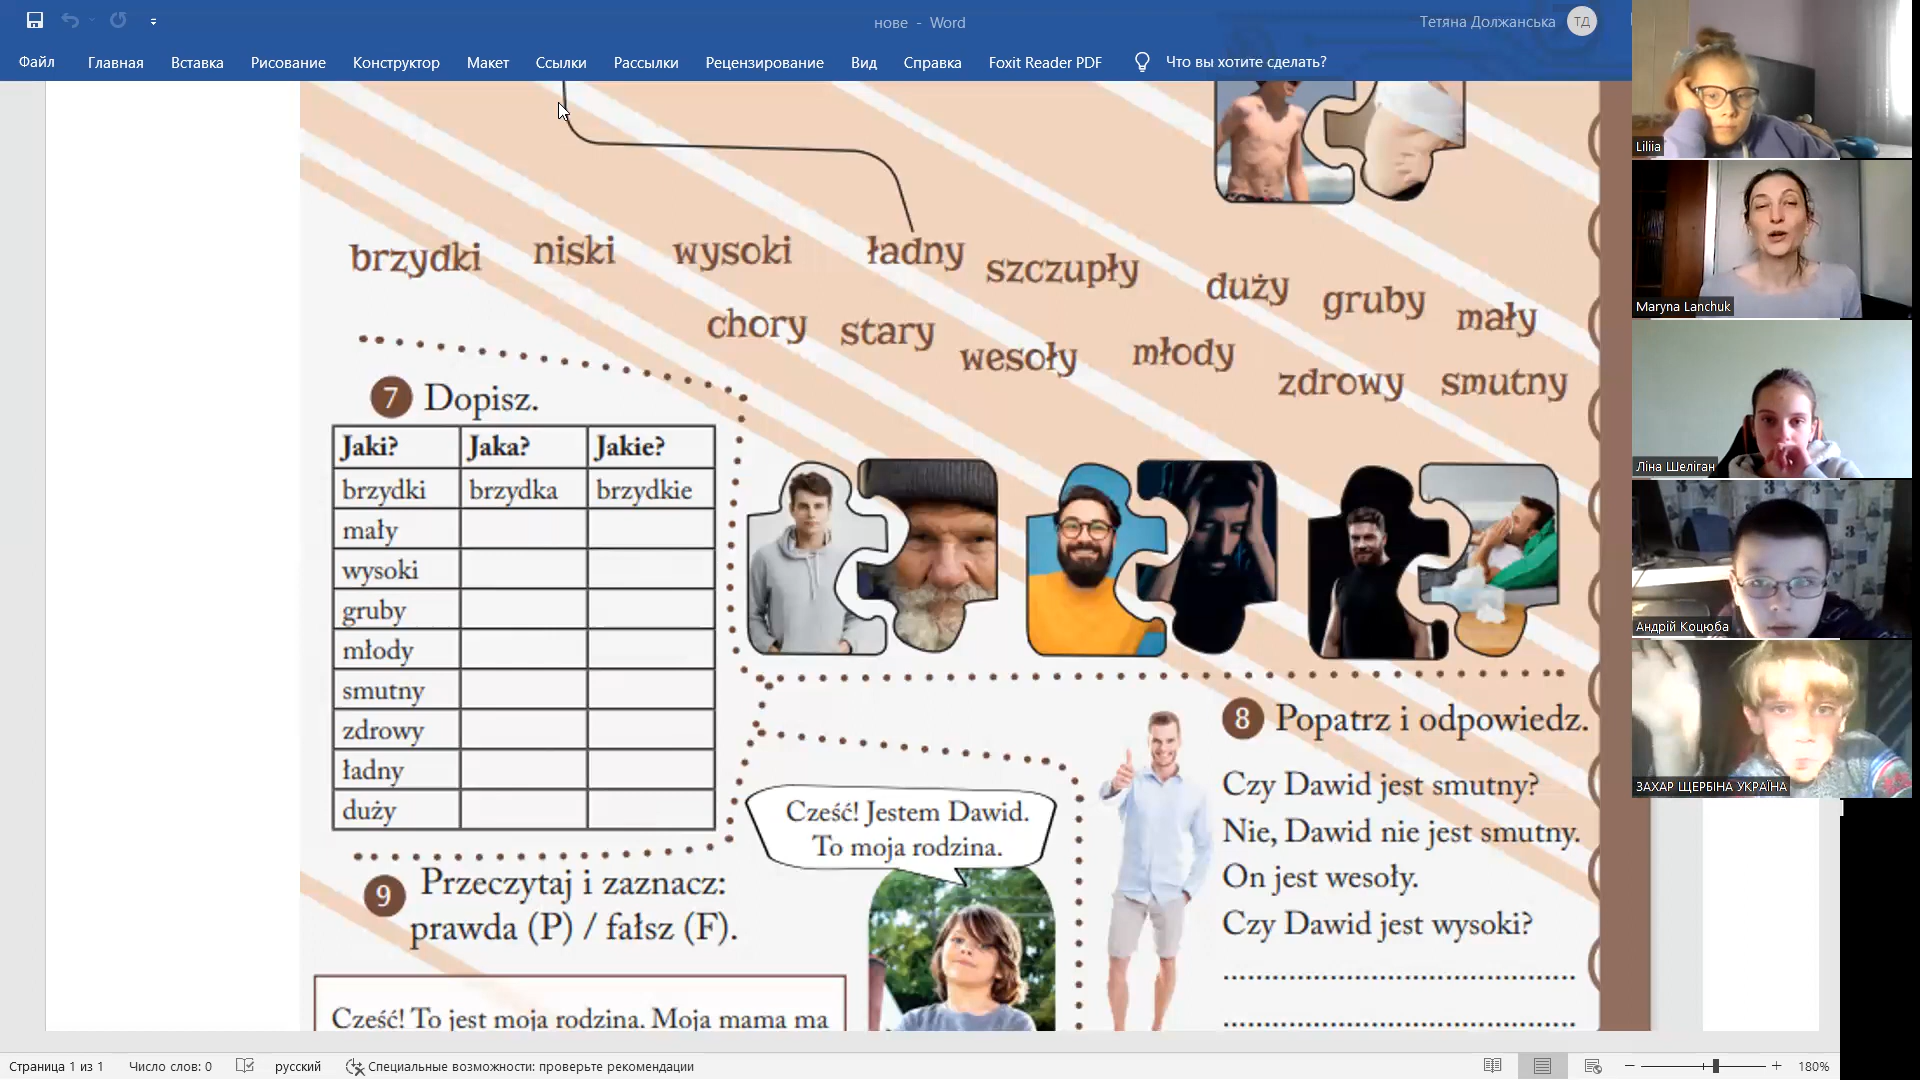 нове - Word
Тетяна Должанська
ТД
Файл Главная Вставка Рисование Конструктор Макет Ссылки Рассылки Рецензирование Вид Справка Foxit Reader PDF Что вы хотите сделать?
brzydki niski wysoki ładny szczupły duży gruby mały
chory stary wesoły młody zdrowy smutny
7 Dopisz.
Jaki? Jaka? Jakie?
brzydki brzydka brzydkie
mały
wysoki
gruby
młody
smutny
zdrowy
ładny
duży
8 Popatrz i odpowiedz.
Czy Dawid jest smutny?
Nie, Dawid nie jest smutny.
On jest wesoły.
Czy Dawid jest wysoki?
Cześć! Jestem Dawid.
To moja rodzina.
9 Przeczytaj i zaznacz:
prawda (P) / fałsz (F).
Cześć! To jest moja rodzina. Moja mama ma
Liliia
Maryna Lanchuk
Ліна Шеліган
Андрій Коцюба
ЗАХАР ЩЕРБІНА УКРАЇНА
Страница 1 из 1 Число слов: 0 русский Специальные возможности: проверьте рекомендации 180%